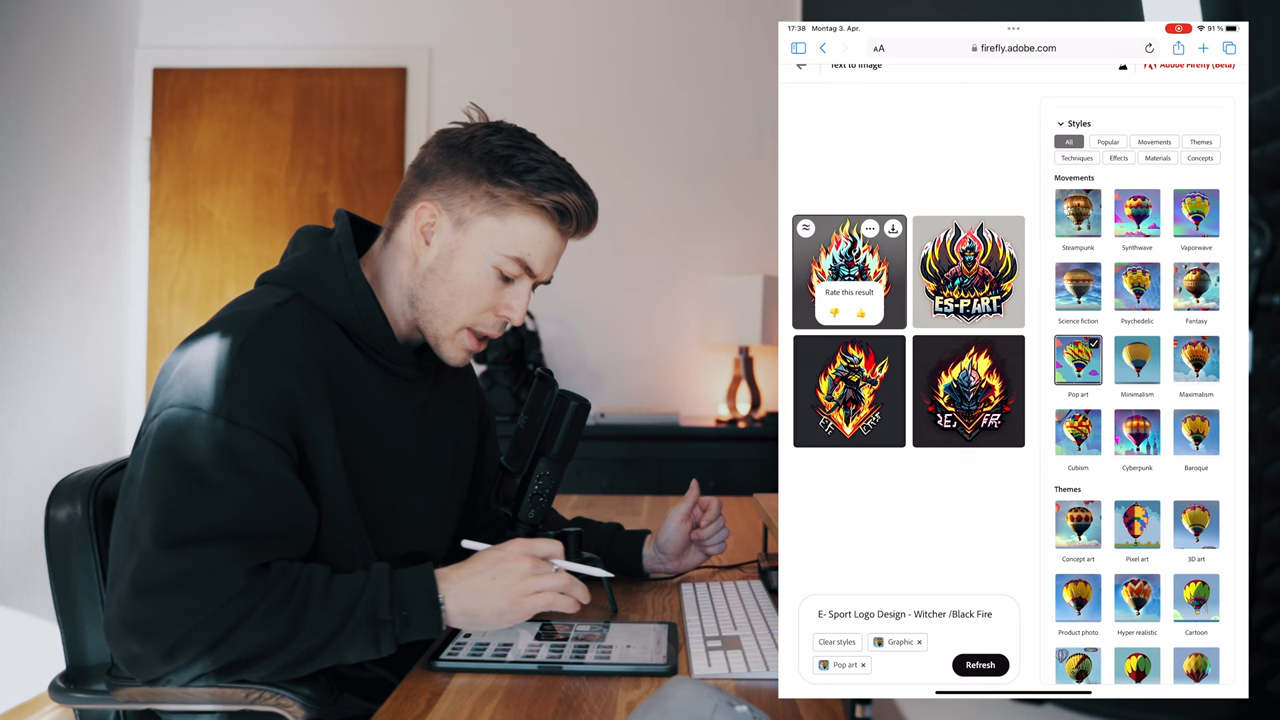 17:38 Montag 3. Apr.
91 %
AA
firefly.adobe.com
Text to image
Adobe Firefly (Beta)
Styles
All Popular Movements Themes
Techniques Effects Materials Concepts
Movements
Steampunk Synthwave Vaporwave
Rate this result
ES-P.ART
Science fiction Psychedelic Fantasy
Pop art Minimalism Maximalism
Cubism Cyberpunk Baroque
Themes
Concept art Pixel art 3D art
E- Sport Logo Design - Witcher /Black Fire
Product photo Hyper realistic Cartoon
Clear styles Graphic ×
Pop art ×
Refresh